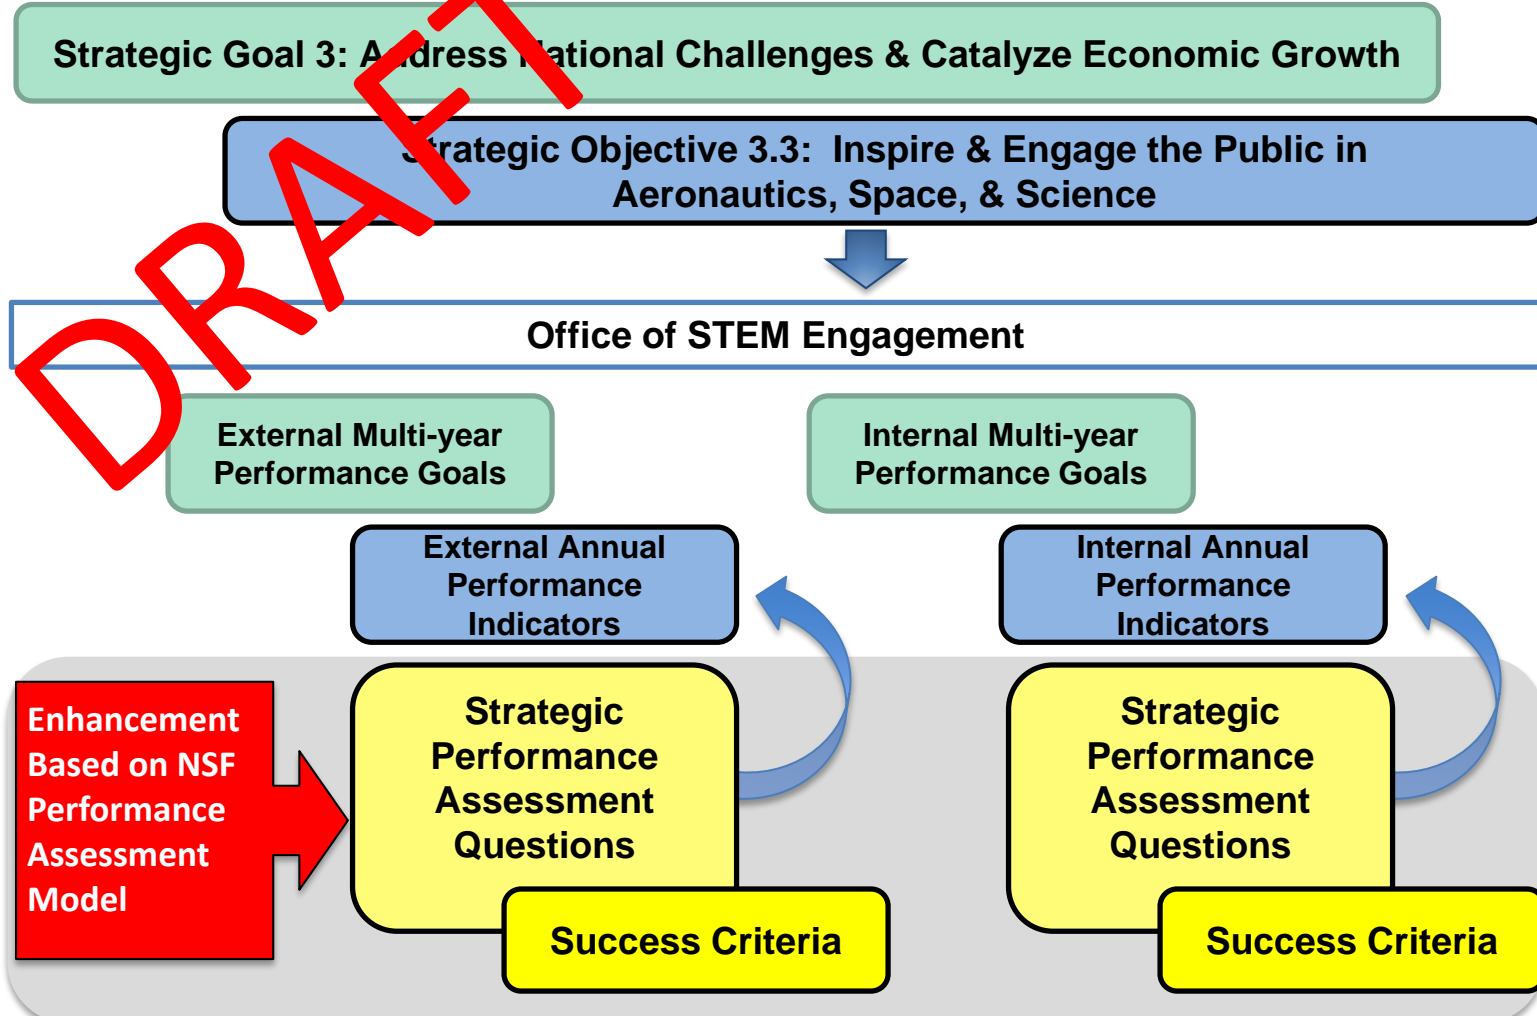 Strategic Goal 3: Address National Challenges & Catalyze Economic Growth
Strategic Objective 3.3: Inspire & Engage the Public in
Aeronautics, Space, & Science
DRAFT
Office of STEM Engagement
External Multi-year
Performance Goals
Internal Multi-year
Performance Goals
External Annual
Performance
Indicators
Internal Annual
Performance
Indicators
Enhancement
Based on NSF
Performance
Assessment
Model
Strategic
Performance
Assessment
Questions
Success Criteria
Strategic
Performance
Assessment
Questions
Success Criteria